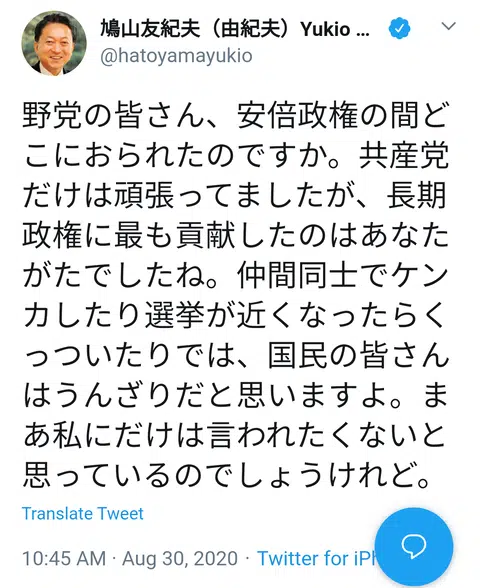 鳩山友紀夫（由紀夫）Yukio ...
@hatoyamayukio
野党の皆さん、安倍政権の間ど
こにおられたのですか。共産党
だけは頑張ってましたが、長期
政権に最も貢献したのはあなた
がたでしたね。仲間同士でケン
カしたり選挙が近くなったらく
っついたりでは、国民の皆さん
はうんざりだと思いますよ。ま
あ私にだけは言われたくないと
思っているのでしょうけれど。
Translate Tweet
10:45 AM · Aug 30, 2020 · Twitter for iPh